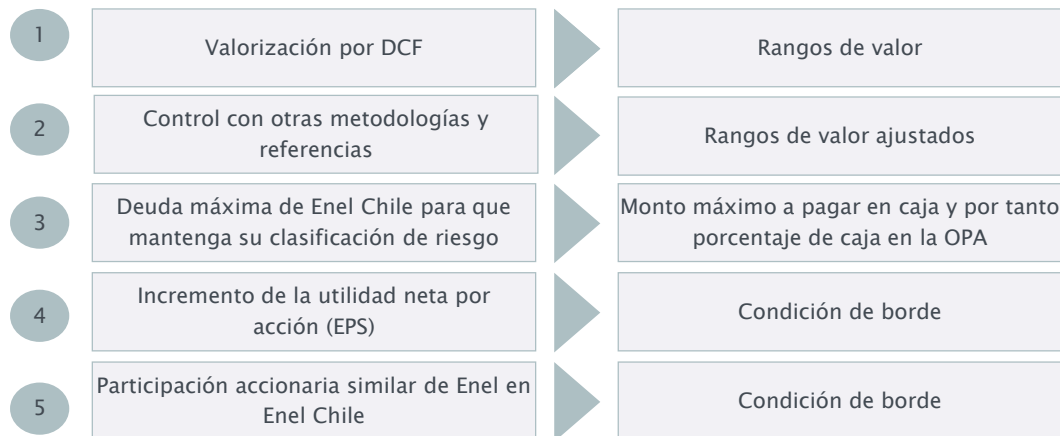 1
Valorización por DCF
Rangos de valor
2
Control con otras metodologías y
referencias
Rangos de valor ajustados
3
Deuda máxima de Enel Chile para que
mantenga su clasificación de riesgo
Monto máximo a pagar en caja y por tanto
porcentaje de caja en la OPA
4
Incremento de la utilidad neta por
acción (EPS)
Condición de borde
5
Participación accionaria similar de Enel en
Enel Chile
Condición de borde